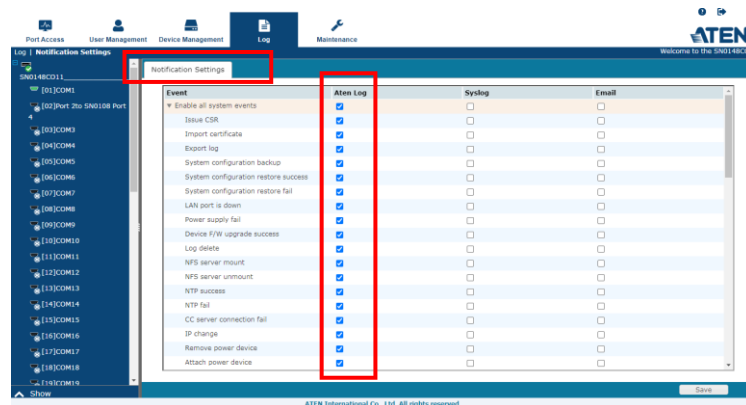 Port Access
User Management
Device Management
Log
Maintenance
ATEN
Log | Notification Settings
Welcome to the SN0148CO
SN0148CO11
Notification Settings
[01]COM1
[02]Port 2to SN0108 Port
4
[03]COM3
[04]COM4
[05]COM5
[06]COM6
[07]COM7
[08]COM8
[09]COM9
[10]COM10
[11]COM11
[12]COM12
[13]COM13
[14]COM14
[15]COM15
[16]COM16
[17]COM17
[18]COM18
[19]COM19
Show
Event Aten Log Syslog Email
Enable all system events
Issue CSR
Import certificate
Export log
System configuration backup
System configuration restore success
System configuration restore fail
LAN port is down
Power supply fail
Device F/W upgrade success
Log delete
NFS server mount
NFS server unmount
NTP success
NTP fail
CC server connection fail
IP change
Remove power device
Attach power device
Save
ATEN International Co., Ltd. All rights reserved.